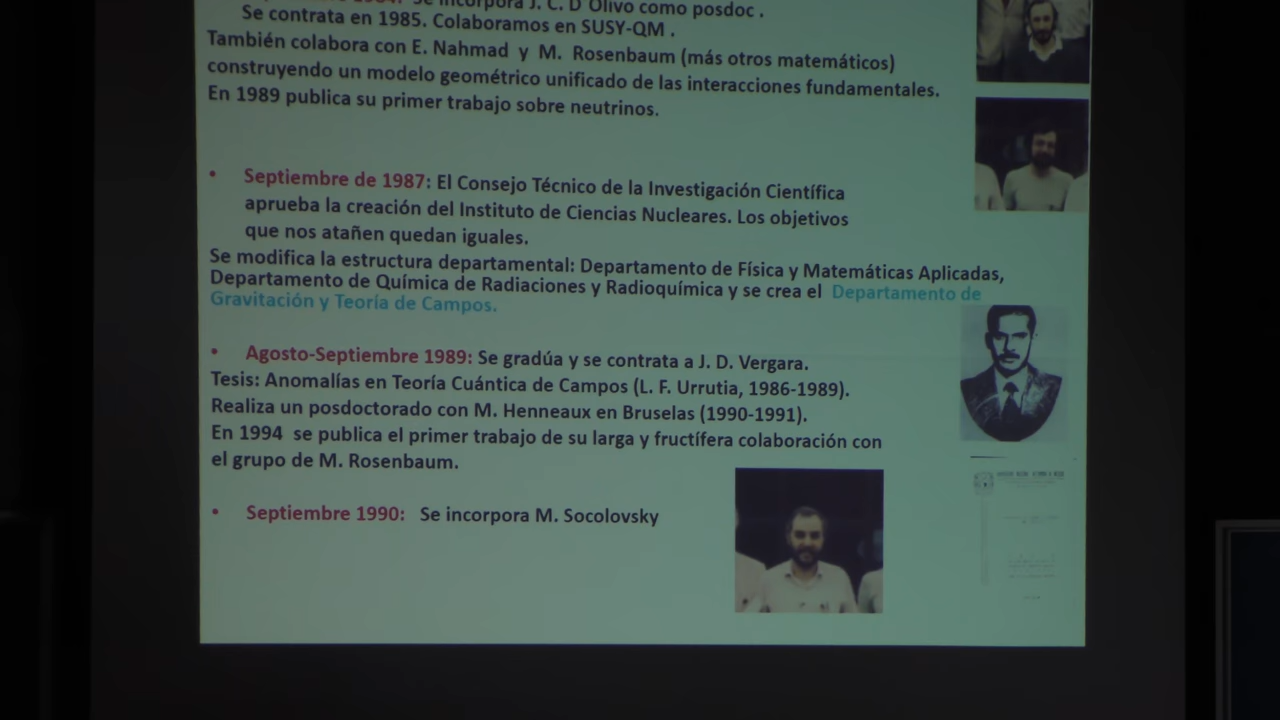 se incorpora J. C. D'Olivo como posdoc .
Se contrata en 1985. Colaboramos en SUSY-QM .
También colabora con E. Nahmad y M. Rosenbaum (más otros matemáticos)
construyendo un modelo geométrico unificado de las interacciones fundamentales.
En 1989 publica su primer trabajo sobre neutrinos.
• Septiembre de 1987: El Consejo Técnico de la Investigación Científica
aprueba la creación del Instituto de Ciencias Nucleares. Los objetivos
que nos atañen quedan iguales.
Se modifica la estructura departamental: Departamento de Física y Matemáticas Aplicadas,
Departamento de Química de Radiaciones y Radioquímica y se crea el Departamento de
Gravitación y Teoría de Campos.
• Agosto-Septiembre 1989: Se gradúa y se contrata a J. D. Vergara.
Tesis: Anomalías en Teoría Cuántica de Campos (L. F. Urrutia, 1986-1989).
Realiza un posdoctorado con M. Henneaux en Bruselas (1990-1991).
En 1994 se publica el primer trabajo de su larga y fructífera colaboración con
el grupo de M. Rosenbaum.
• Septiembre 1990: Se incorpora M. Socolovsky